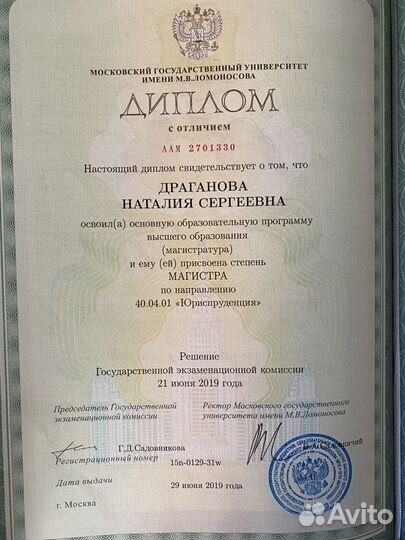 МОСКОВСКИЙ ГОСУДАРСТВЕННЫЙ УНИВЕРСИТЕТ
ИМЕНИ М.В.ЛОМОНОСОВА
ДИПЛОМ
с отличием
ААМ 2701330
Настоящий диплом свидетельствует о том, что
ДРАГАНОВА
НАТАЛИЯ СЕРГЕЕВНА
освоил(а) основную образовательную программу
высшего образования
(магистратура)
и ему (ей) присвоена степень
МАГИСТРА
по направлению
40.04.01 «Юриспруденция»
Решение
Государственной экзаменационной комиссии
21 июня 2019 года
Председатель Государственной экзаменационной комиссии
Ректор Московского государственного университета имени М.В.Ломоносова
Г.Д.Садовникова
Садовничий
Регистрационный номер
15п-0129-31м
Дата выдачи
29 июня 2019 года
г. Москва
Avito